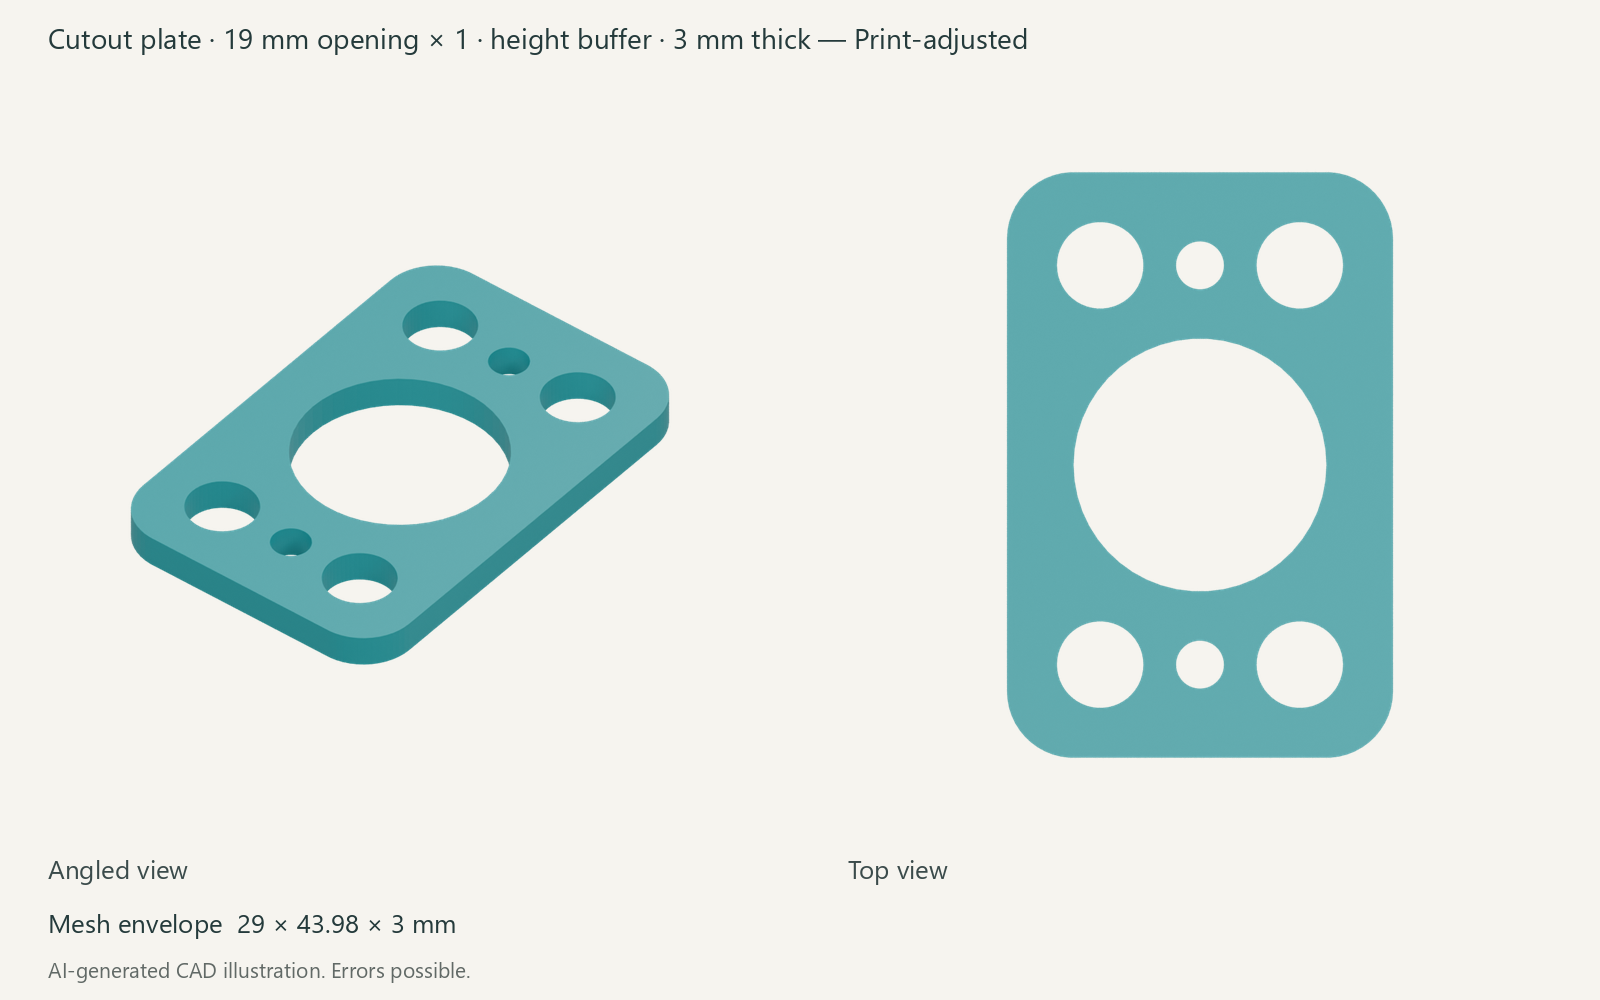 Cutout plate · 19 mm opening × 1 · height buffer · 3 mm thick — Print-adjusted
Angled view
Top view
Mesh envelope 29 × 43.98 × 3 mm
AI-generated CAD illustration. Errors possible.